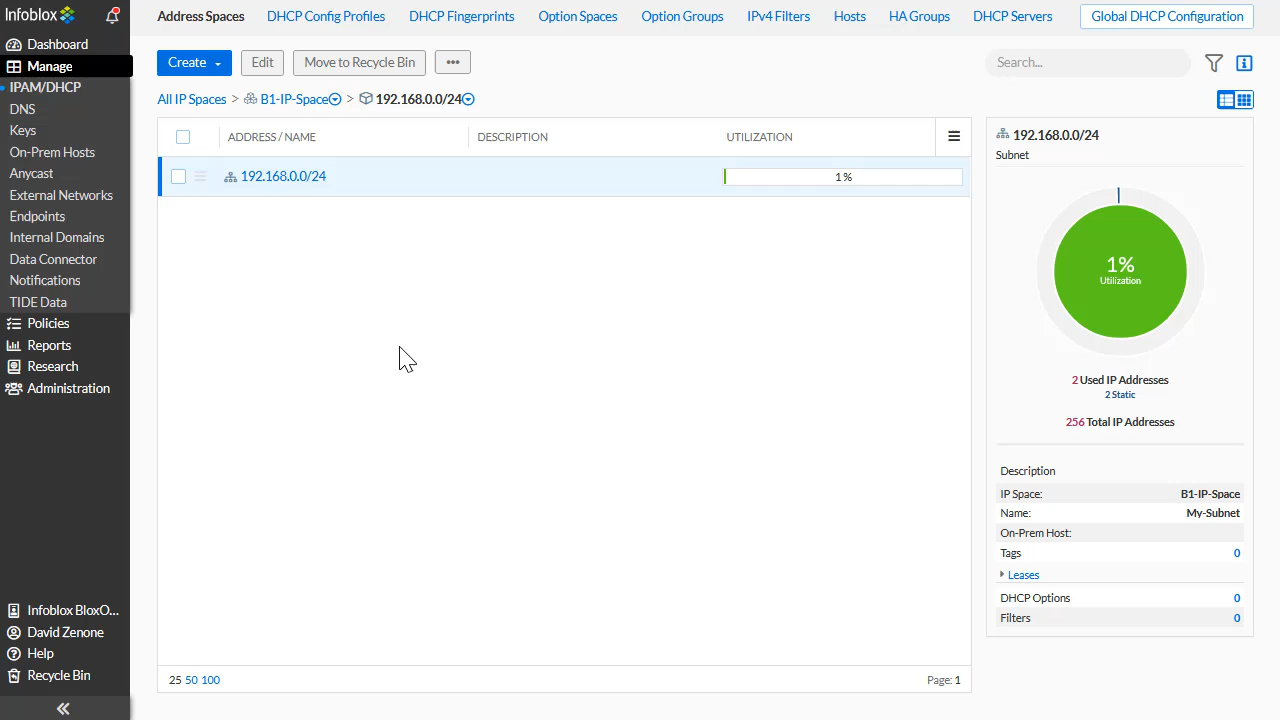 Infoblox
Dashboard
Manage
IPAM/DHCP
DNS
Keys
On-Prem Hosts
Anycast
External Networks
Endpoints
Internal Domains
Data Connector
Notifications
TIDE Data
Policies
Reports
Research
Administration
Infoblox BloxO...
David Zenone
Help
Recycle Bin
Address Spaces DHCP Config Profiles DHCP Fingerprints Option Spaces Option Groups IPv4 Filters Hosts HA Groups DHCP Servers Global DHCP Configuration
Create Edit Move to Recycle Bin ••• Search...
All IP Spaces > B1-IP-Space > 192.168.0.0/24
ADDRESS / NAME DESCRIPTION UTILIZATION
192.168.0.0/24 1 %
25 50 100 Page: 1
192.168.0.0/24
Subnet
1%
Utilization
2 Used IP Addresses
2 Static
256 Total IP Addresses
Description
IP Space: B1-IP-Space
Name: My-Subnet
On-Prem Host:
Tags 0
Leases
DHCP Options 0
Filters 0